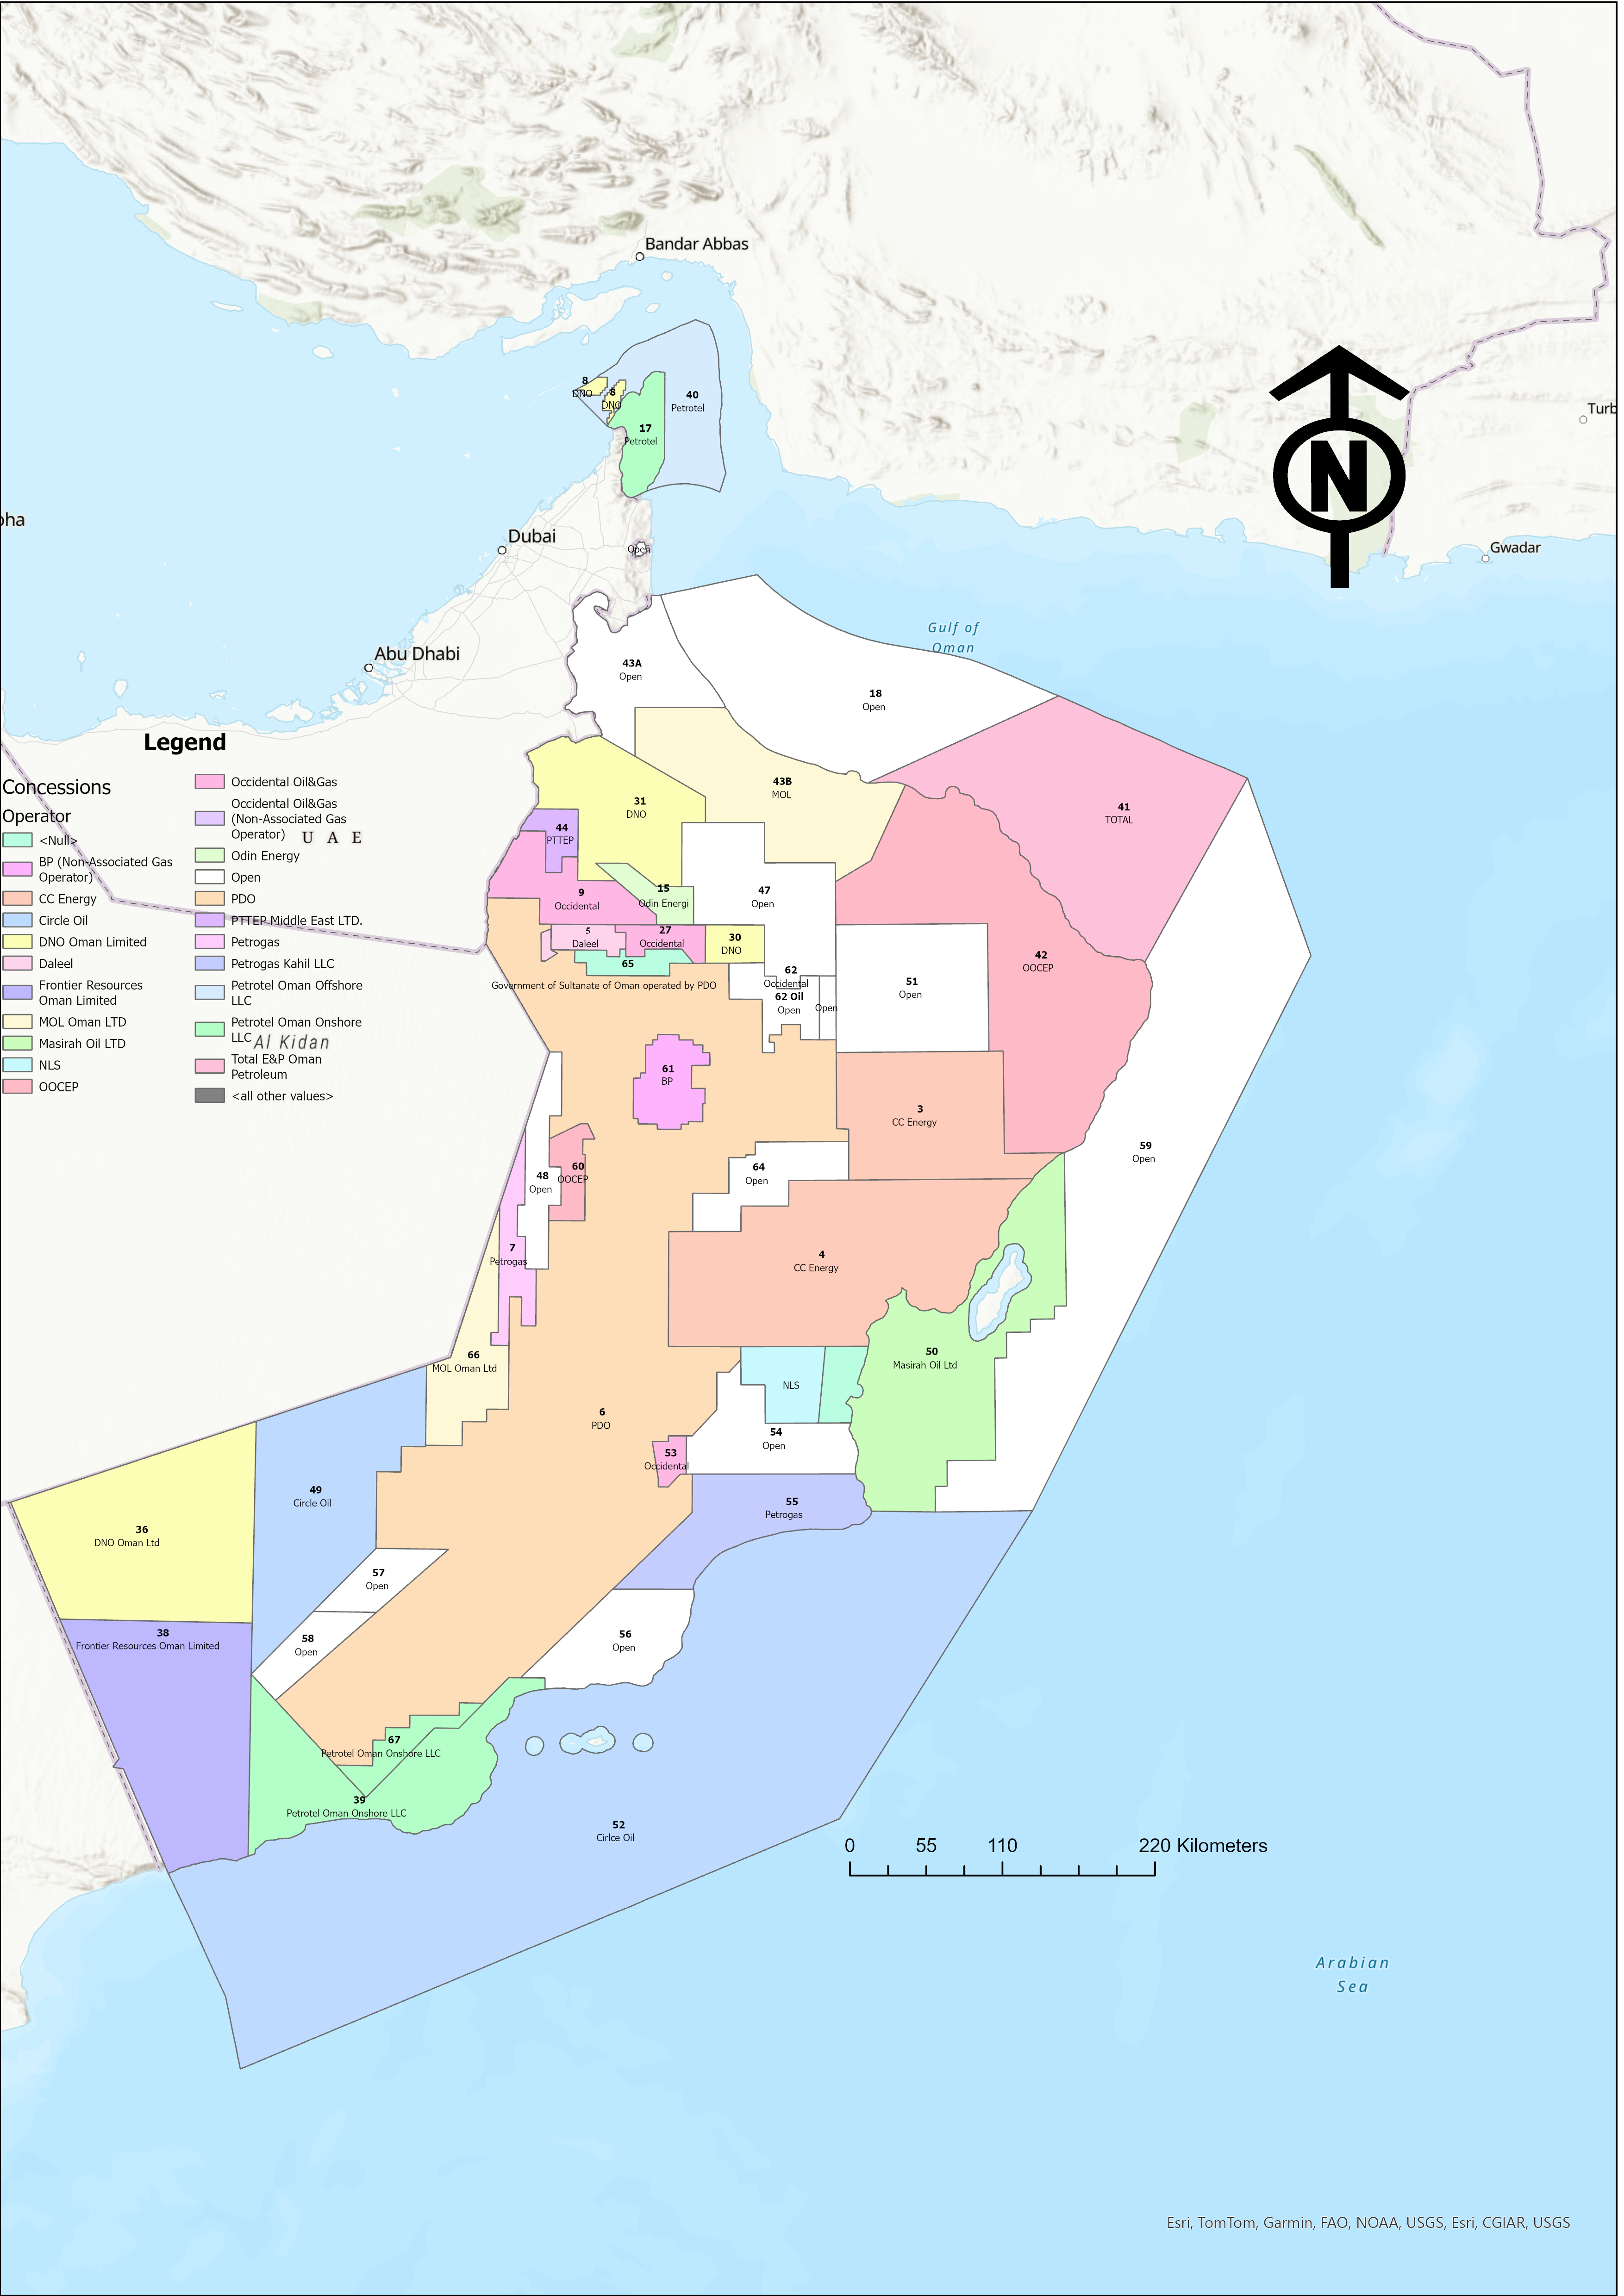 Bandar Abbas
8
DNO
8
DNO
40
Petrotel
17
Petrotel
N
Turb
oha
Dubai
Open
Gwadar
Gulf of
Oman
Abu Dhabi
43A
Open
18
Open
Legend
Concessions
Operator
<Null>
BP (Non-Associated Gas
Operator)
CC Energy
Circle Oil
DNO Oman Limited
Daleel
Frontier Resources
Oman Limited
MOL Oman LTD
Masirah Oil LTD
NLS
OOCEP
Occidental Oil&Gas
Occidental Oil&Gas
(Non-Associated Gas
Operator)
Odin Energy
Open
PDO
PTTEP Middle East LTD.
Petrogas
Petrogas Kahil LLC
Petrotel Oman Offshore
LLC
Petrotel Oman Onshore
LLC
Total E&P Oman
Petroleum
<all other values>
U A E
Al Kidan
43B
MOL
31
DNO
41
TOTAL
44
PTTEP
9
Occidental
15
Odin Energi
47
Open
5
Daleel
27
Occidental
30
DNO
65
42
OOCEP
62
Occidental
62 Oil
Open
Open
51
Open
Government of Sultanate of Oman operated by PDO
61
BP
3
CC Energy
59
Open
48
Open
60
OOCEP
64
Open
7
Petrogas
4
CC Energy
66
MOL Oman Ltd
50
Masirah Oil Ltd
NLS
6
PDO
54
Open
53
Occidental
49
Circle Oil
55
Petrogas
36
DNO Oman Ltd
57
Open
38
Frontier Resources Oman Limited
58
Open
56
Open
67
Petrotel Oman Onshore LLC
39
Petrotel Oman Onshore LLC
52
Cirlce Oil
0 55 110 220 Kilometers
Arabian
Sea
Esri, TomTom, Garmin, FAO, NOAA, USGS, Esri, CGIAR, USGS